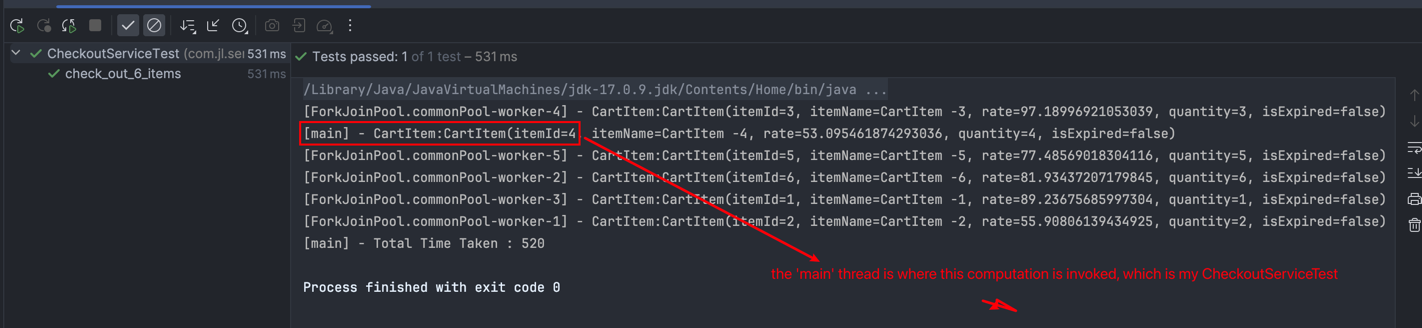 CheckoutServiceTest (com.jl.ser 531 ms
check_out_6_items 531 ms
Tests passed: 1 of 1 test – 531 ms
/Library/Java/JavaVirtualMachines/jdk-17.0.9.jdk/Contents/Home/bin/java ...
[ForkJoinPool.commonPool-worker-4] - CartItem:CartItem(itemId=3, itemName=CartItem -3, rate=97.18996921053039, quantity=3, isExpired=false)
[main] - CartItem:CartItem(itemId=4, itemName=CartItem -4, rate=53.095461874293036, quantity=4, isExpired=false)
[ForkJoinPool.commonPool-worker-5] - CartItem:CartItem(itemId=5, itemName=CartItem -5, rate=77.48569018304116, quantity=5, isExpired=false)
[ForkJoinPool.commonPool-worker-2] - CartItem:CartItem(itemId=6, itemName=CartItem -6, rate=81.93437207179845, quantity=6, isExpired=false)
[ForkJoinPool.commonPool-worker-3] - CartItem:CartItem(itemId=1, itemName=CartItem -1, rate=89.23675685997304, quantity=1, isExpired=false)
[ForkJoinPool.commonPool-worker-1] - CartItem:CartItem(itemId=2, itemName=CartItem -2, rate=55.90806139434925, quantity=2, isExpired=false)
[main] - Total Time Taken : 520
the 'main' thread is where this computation is invoked, which is my CheckoutServiceTest
Process finished with exit code 0